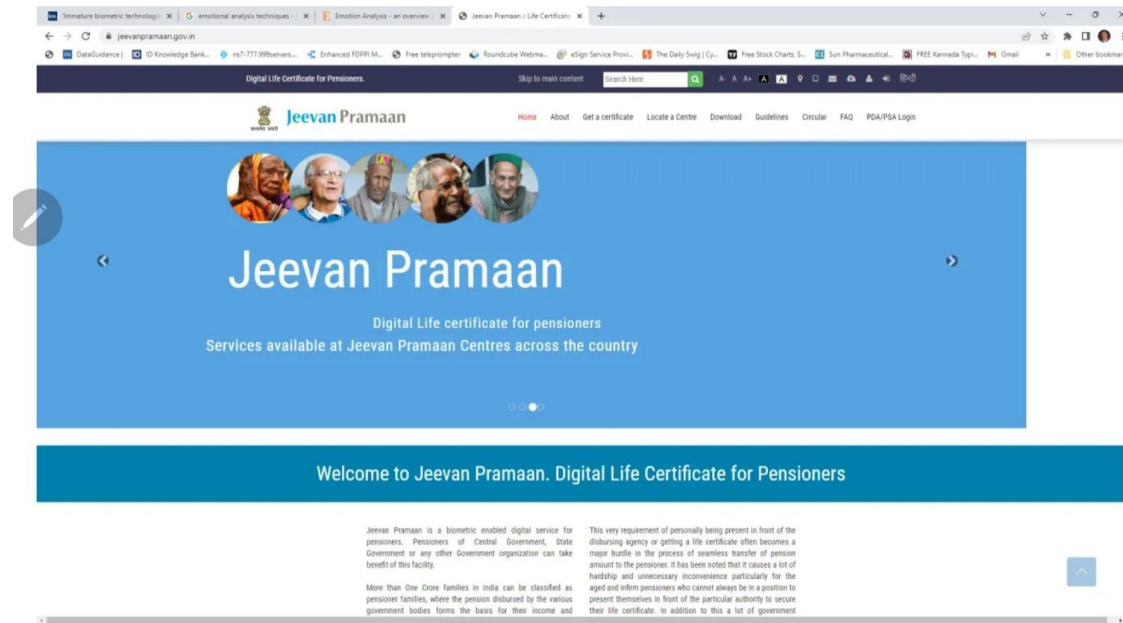 'Immature biometric technologie
emotional analysis techniques -
Emotion Analysis - an overview |
Jeevan Pramaan :: Life Certificate
jeevanpramaan.gov.in
DataGuidance |
ID Knowledge Bank...
ns7-777.999servers....
Enhanced FDPPI M...
Free teleprompter
Roundcube Webma...
eSign Service Provi...
The Daily Swig | Cy...
Free Stock Charts, S...
Sun Pharmaceutical...
FREE Kannada Typi...
Gmail
Other bookmar
Digital Life Certificate for Pensioners.
Skip to main content
Search Here
A- A A+ A A
हिन्दी
सत्यमेव जयते
Jeevan Pramaan
Home About Get a certificate Locate a Centre Download Guidelines Circular FAQ PDA/PSA Login
Jeevan Pramaan
Digital Life certificate for pensioners
Services available at Jeevan Pramaan Centres across the country
Welcome to Jeevan Pramaan. Digital Life Certificate for Pensioners
Jeevan Pramaan is a biometric enabled digital service for
pensioners. Pensioners of Central Government, State
Government or any other Government organization can take
benefit of this facility.
More than One Crore families in India can be classified as
pensioner families, where the pension disbursed by the various
government bodies forms the basis for their income and
This very requirement of personally being present in front of the
disbursing agency or getting a life certificate often becomes a
major hurdle in the process of seamless transfer of pension
amount to the pensioner. It has been noted that it causes a lot of
hardship and unnecessary inconvenience particularly for the
aged and infirm pensioners who cannot always be in a position to
present themselves in front of the particular authority to secure
their life certificate. In addition to this a lot of government